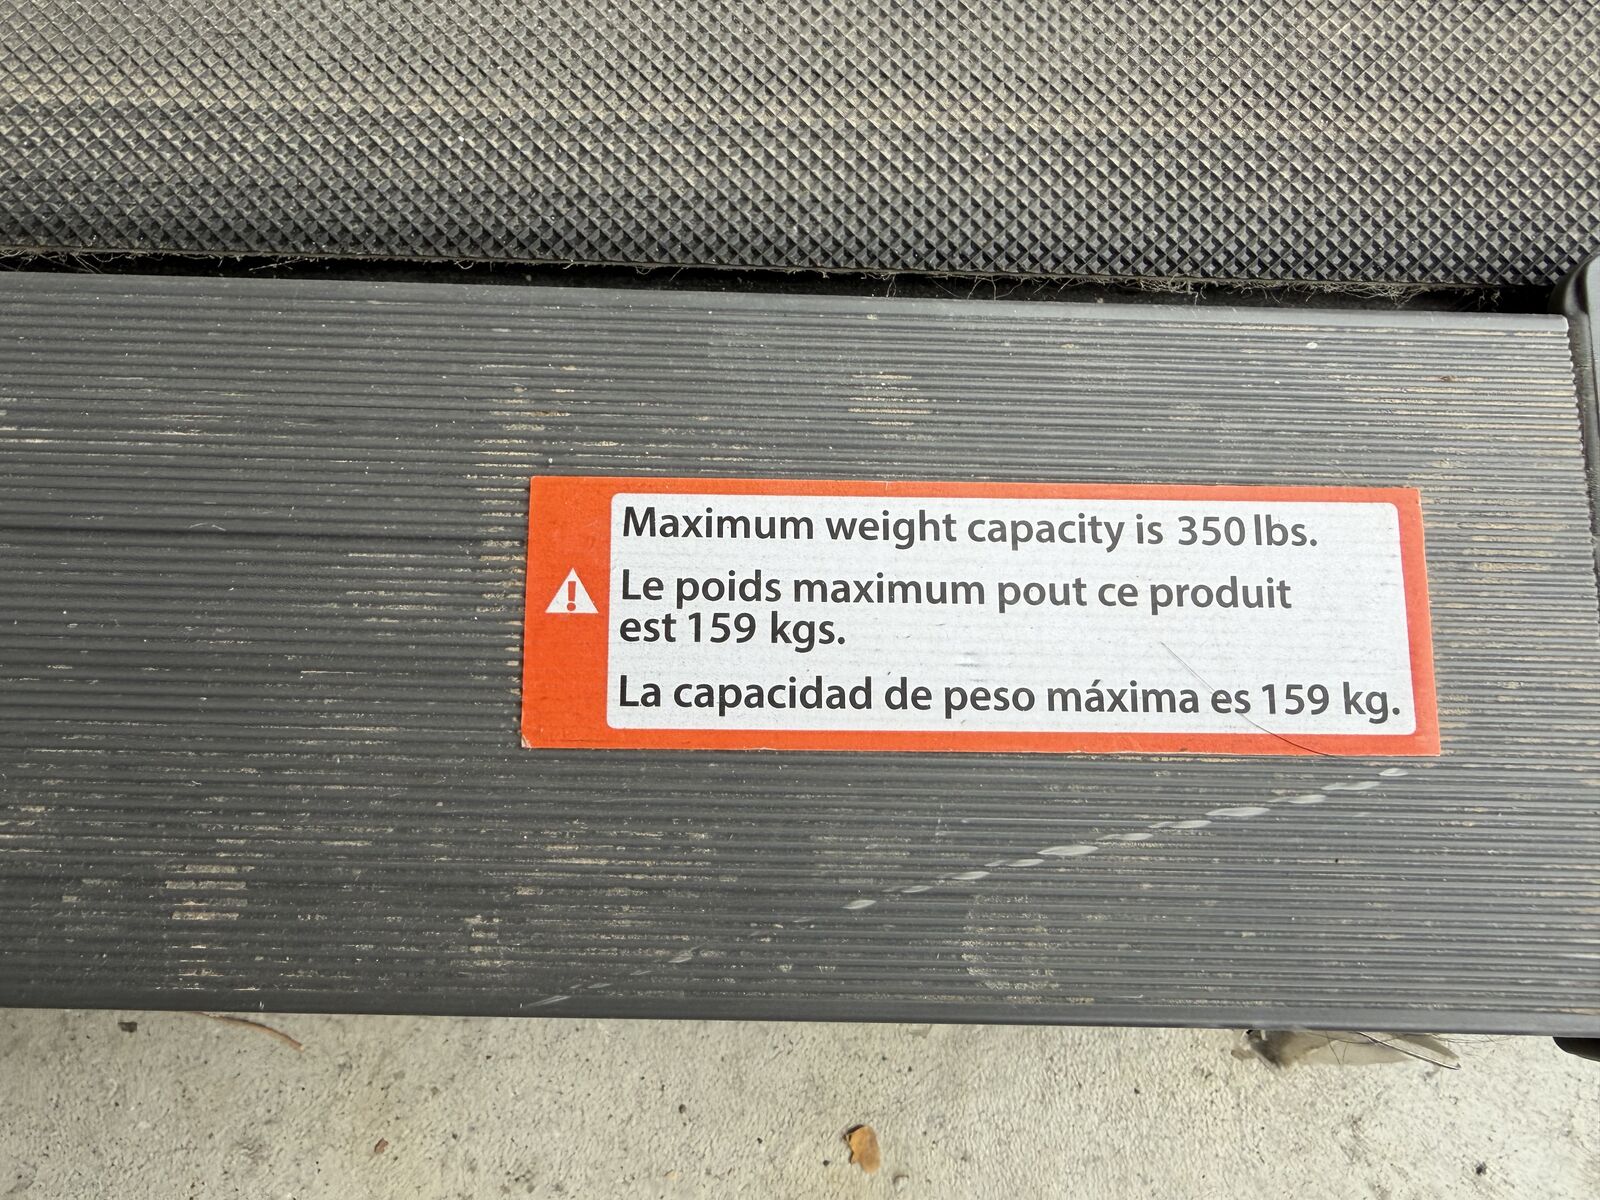 Maximum weight capacity is 350 lbs.
Le poids maximum pout ce produit
est 159 kgs.
La capacidad de peso máxima es 159 kg.